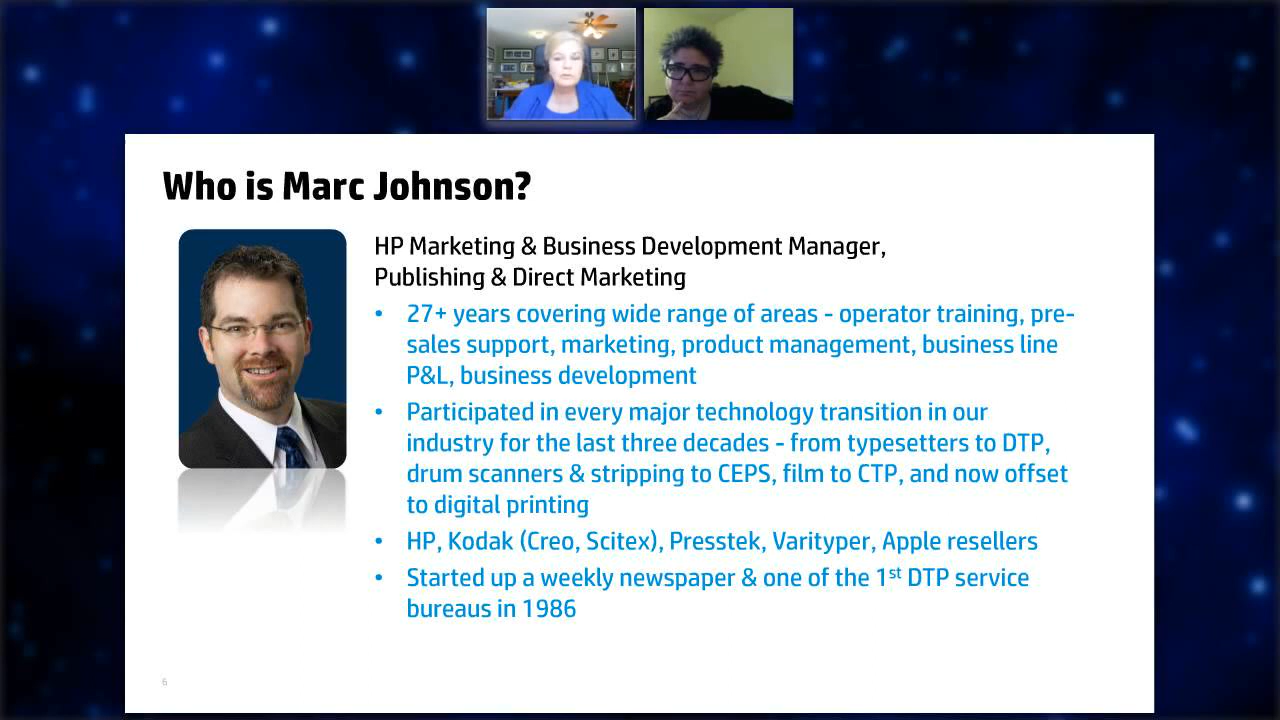 Who is Marc Johnson?
HP Marketing & Business Development Manager,
Publishing & Direct Marketing
• 27+ years covering wide range of areas - operator training, pre-
sales support, marketing, product management, business line
P&L, business development
• Participated in every major technology transition in our
industry for the last three decades - from typesetters to DTP,
drum scanners & stripping to CEPS, film to CTP, and now offset
to digital printing
• HP, Kodak (Creo, Scitex), Presstek, Varityper, Apple resellers
• Started up a weekly newspaper & one of the 1st DTP service
bureaus in 1986
6